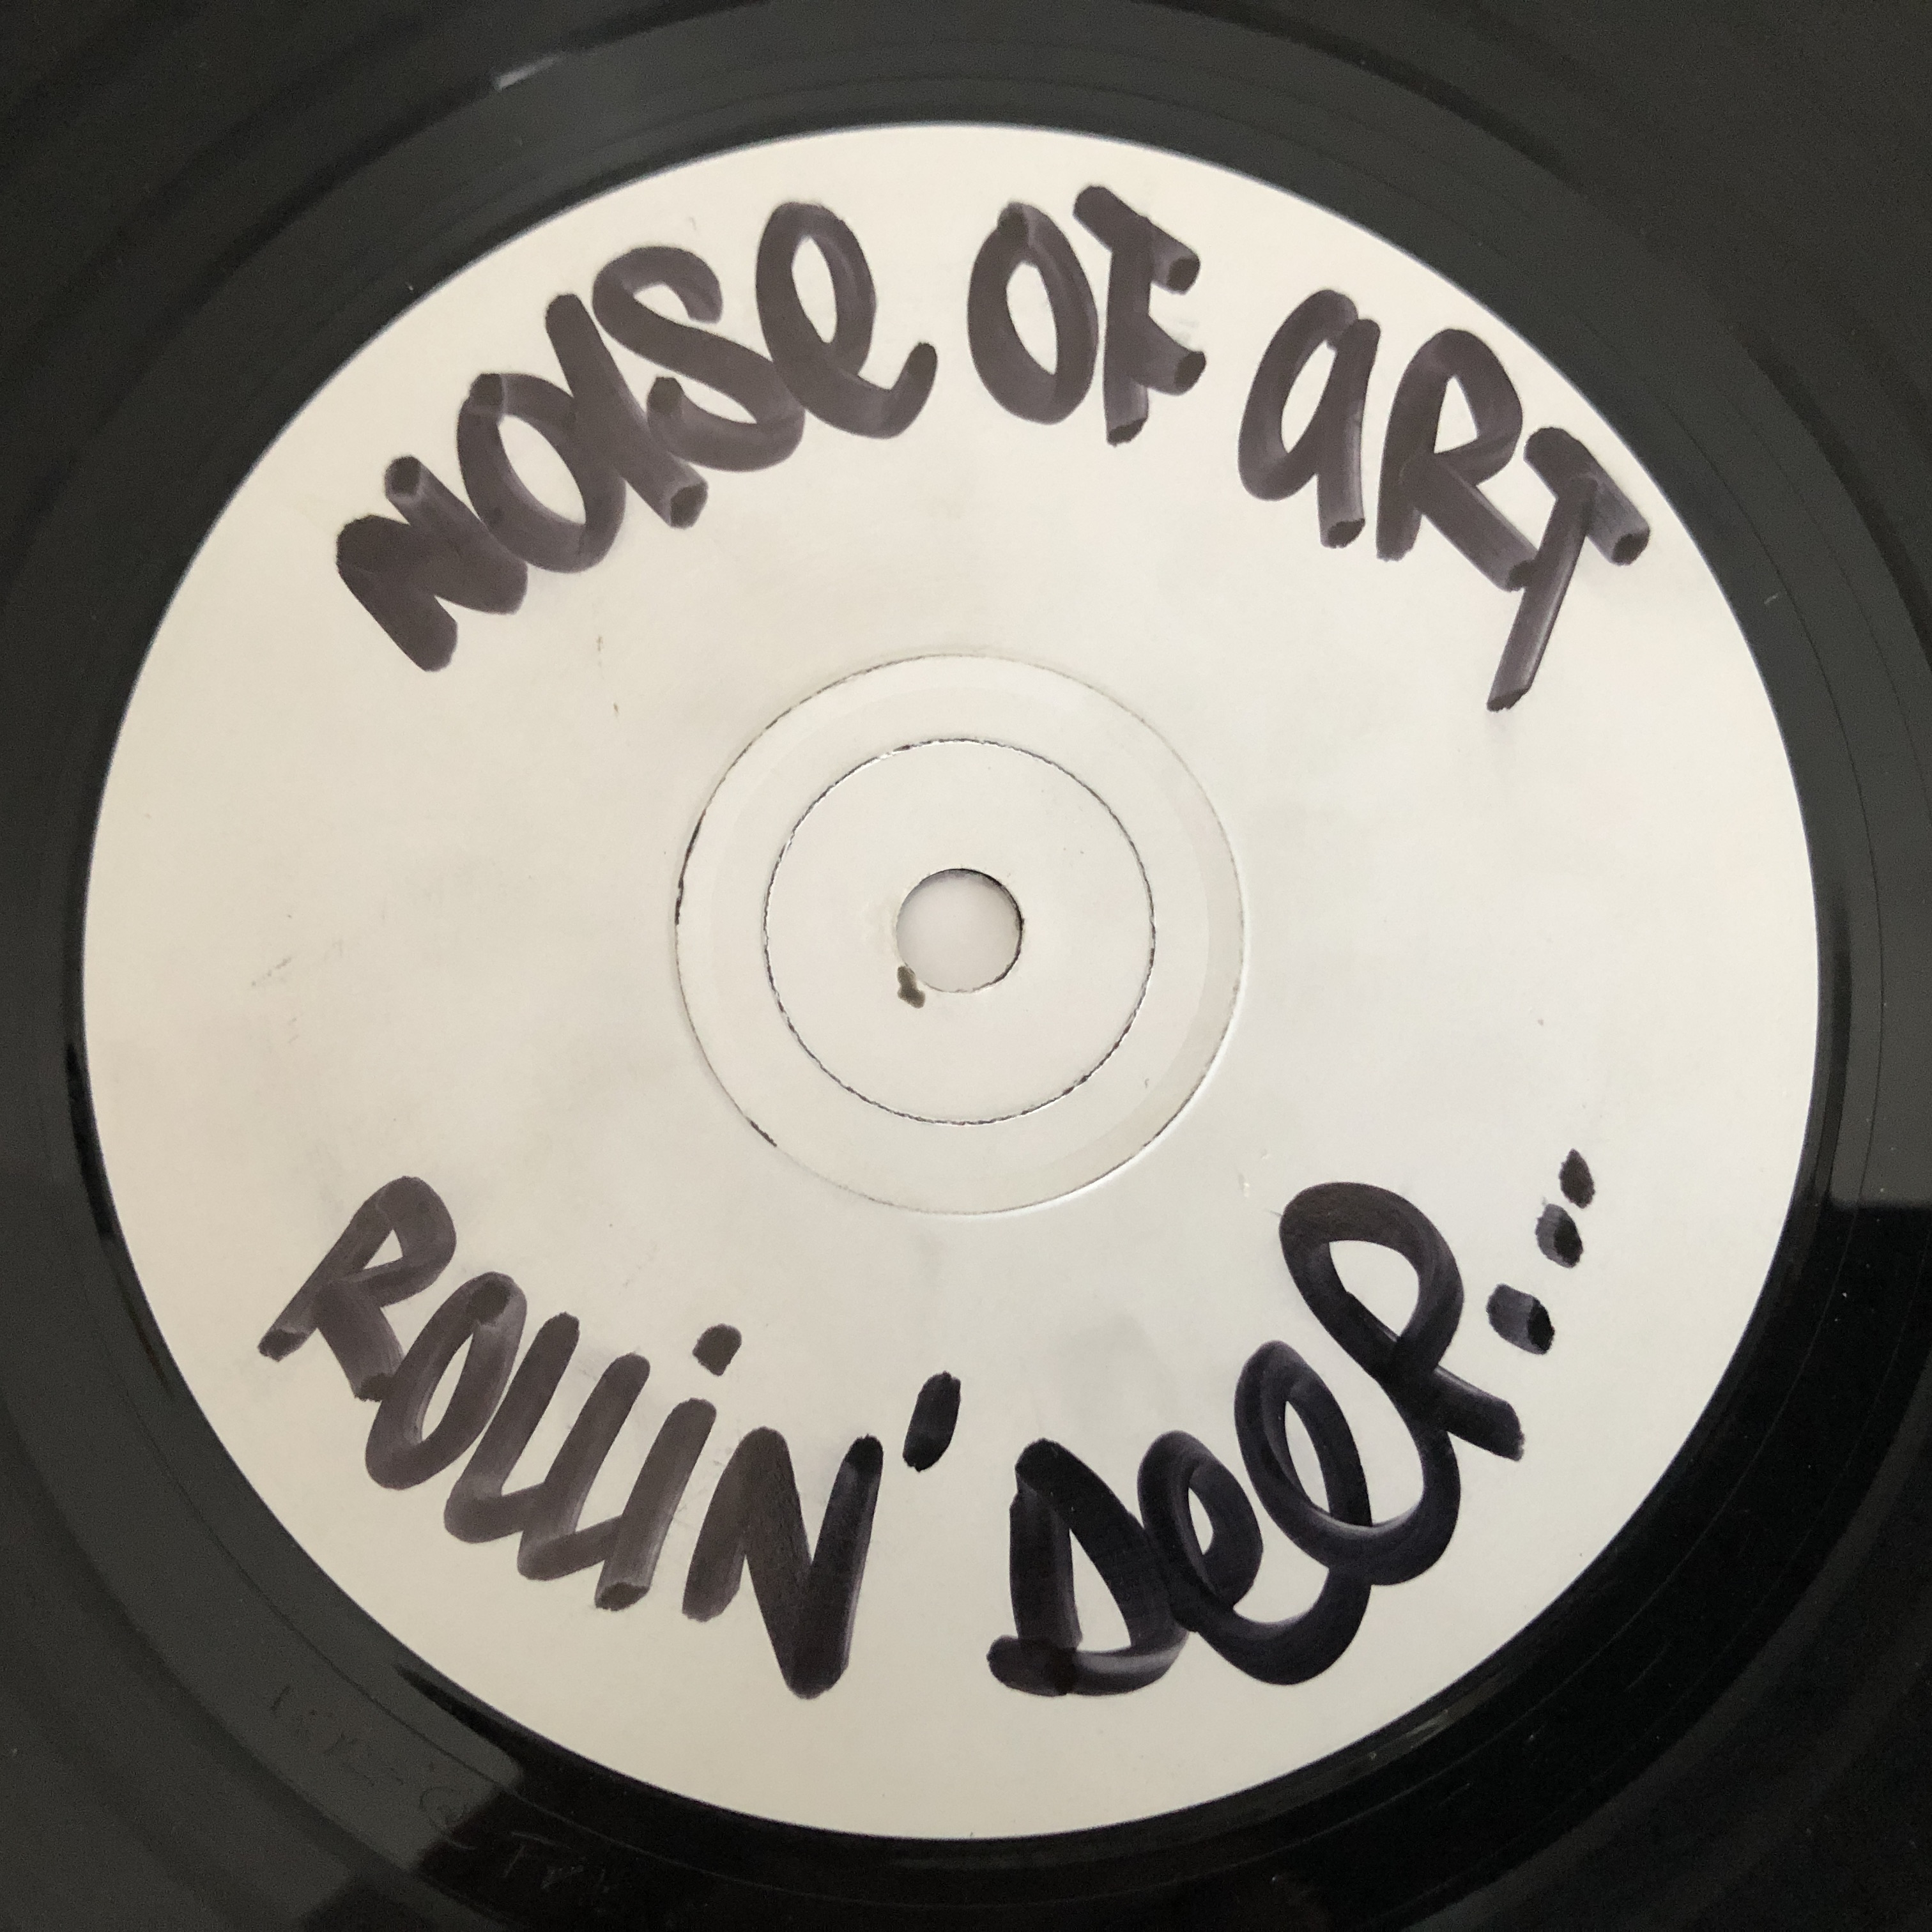 NOISe OF aRT
ROLLiN' Deep...